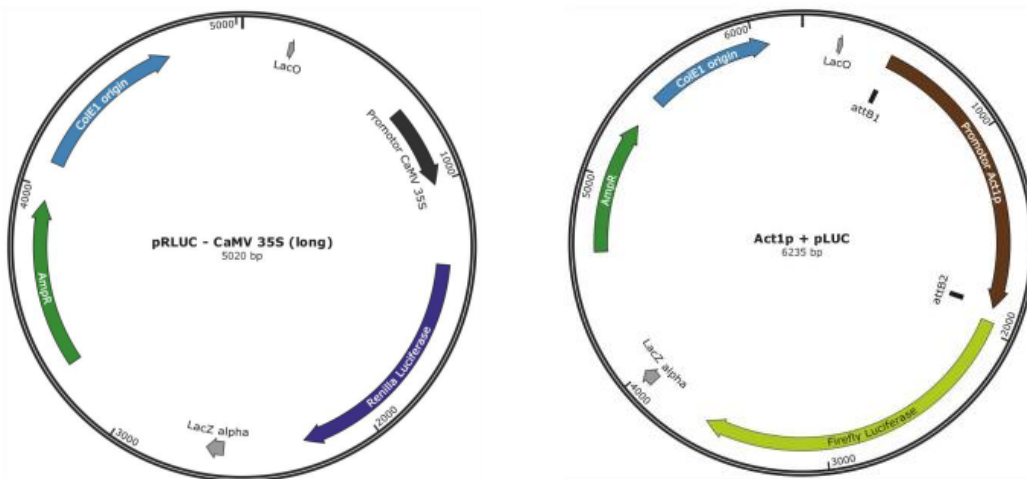 5000
LacO
ColE1 origin
Promotor CaMV 35S
1000
4000
pRLUC - CaMV 35S (long)
5020 bp
AmpR
Renilla Luciferase
2000
LacZ alpha
3000
6000
LacO
ColE1 origin
attB1
1000
Promotor Act1p
5000
AmpR
Act1p + pLUC
6235 bp
attB2
2000
LacZ alpha
4000
Firefly Luciferase
3000